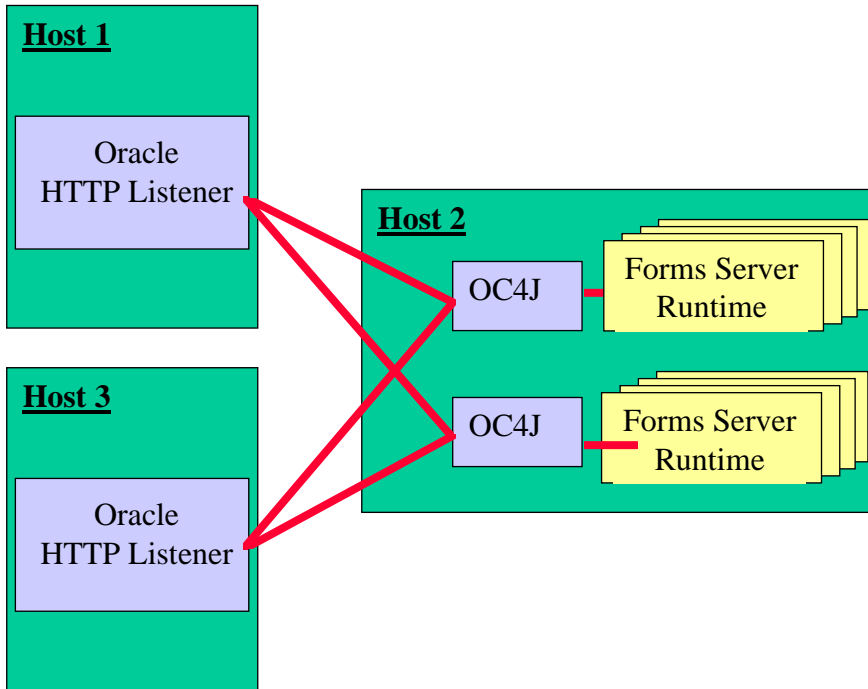 Host 1
Oracle
HTTP Listener
Host 2
OC4J
Forms Server
Runtime
OC4J
Forms Server
Runtime
Host 3
Oracle
HTTP Listener